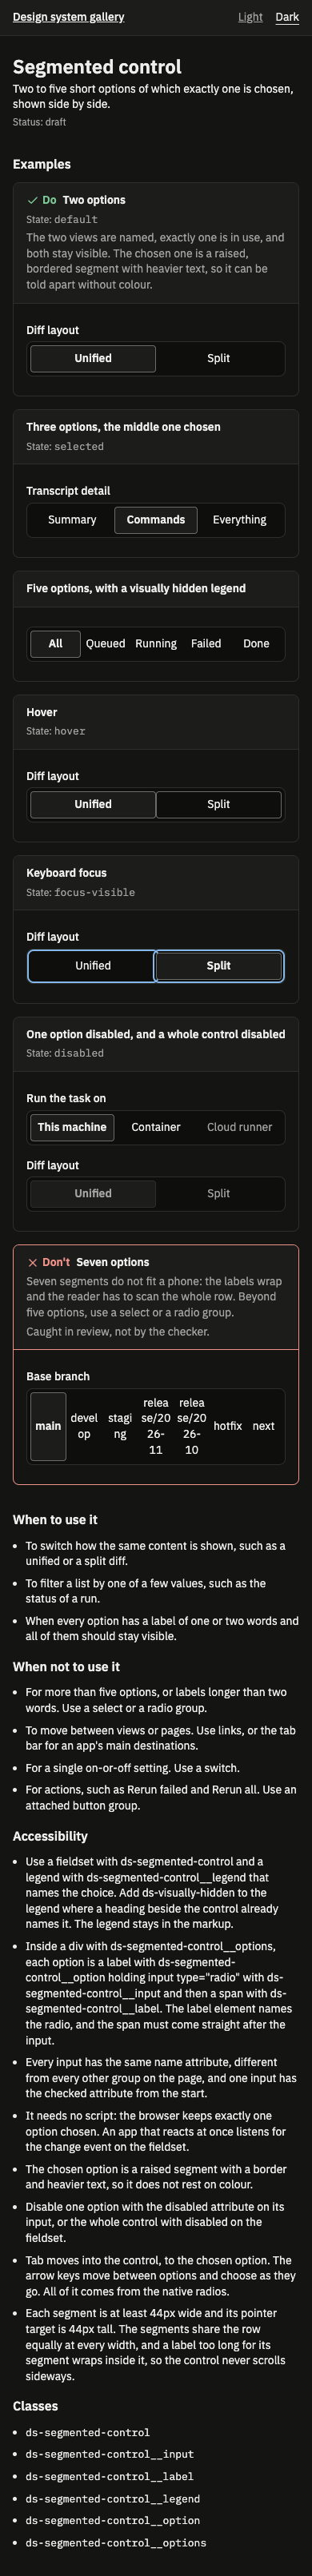 Design system gallery
Light
Dark
Segmented control
Two to five short options of which exactly one is chosen,
shown side by side.
Status: draft
Examples
Do Two options
State: default
The two views are named, exactly one is in use, and
both stay visible. The chosen one is a raised,
bordered segment with heavier text, so it can be
told apart without colour.
Diff layout
Unified
Split
Three options, the middle one chosen
State: selected
Transcript detail
Summary
Commands
Everything
Five options, with a visually hidden legend
All
Queued
Running
Failed
Done
Hover
State: hover
Diff layout
Unified
Split
Keyboard focus
State: focus-visible
Diff layout
Unified
Split
One option disabled, and a whole control disabled
State: disabled
Run the task on
This machine
Container
Cloud runner
Diff layout
Unified
Split
Don't Seven options
Seven segments do not fit a phone: the labels wrap
and the reader has to scan the whole row. Beyond
five options, use a select or a radio group.
Caught in review, not by the checker.
Base branch
main
devel
op
stagi
ng
relea
se/20
26-
11
relea
se/20
26-
10
hotfix
next
When to use it
• To switch how the same content is shown, such as a
unified or a split diff.
• To filter a list by one of a few values, such as the
status of a run.
• When every option has a label of one or two words and
all of them should stay visible.
When not to use it
• For more than five options, or labels longer than two
words. Use a select or a radio group.
• To move between views or pages. Use links, or the tab
bar for an app's main destinations.
• For a single on-or-off setting. Use a switch.
• For actions, such as Rerun failed and Rerun all. Use an
attached button group.
Accessibility
• Use a fieldset with ds-segmented-control and a
legend with ds-segmented-control__legend that
names the choice. Add ds-visually-hidden to the
legend where a heading beside the control already
names it. The legend stays in the markup.
• Inside a div with ds-segmented-control__options,
each option is a label with ds-segmented-
control__option holding input type="radio" with ds-
segmented-control__input and then a span with ds-
segmented-control__label. The label element names
the radio, and the span must come straight after the
input.
• Every input has the same name attribute, different
from every other group on the page, and one input has
the checked attribute from the start.
• It needs no script: the browser keeps exactly one
option chosen. An app that reacts at once listens for
the change event on the fieldset.
• The chosen option is a raised segment with a border
and heavier text, so it does not rest on colour.
• Disable one option with the disabled attribute on its
input, or the whole control with disabled on the
fieldset.
• Tab moves into the control, to the chosen option. The
arrow keys move between options and choose as they
go. All of it comes from the native radios.
• Each segment is at least 44px wide and its pointer
target is 44px tall. The segments share the row
equally at every width, and a label too long for its
segment wraps inside it, so the control never scrolls
sideways.
Classes
• ds-segmented-control
• ds-segmented-control__input
• ds-segmented-control__label
• ds-segmented-control__legend
• ds-segmented-control__option
• ds-segmented-control__options